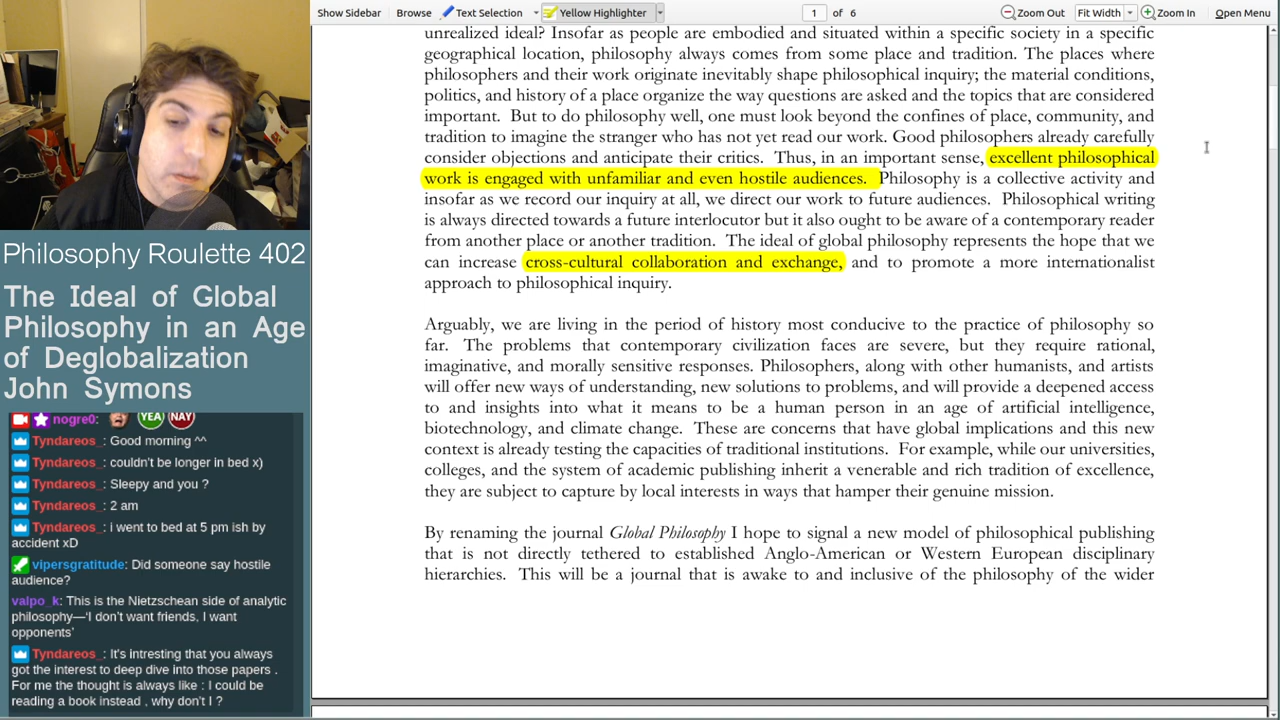 Show Sidebar Browse Text Selection Yellow Highlighter 1 of 6 Zoom Out Fit Width Zoom In Open Menu
unrealized ideal? Insofar as people are embodied and situated within a specific society in a specific
geographical location, philosophy always comes from some place and tradition. The places where
philosophers and their work originate inevitably shape philosophical inquiry; the material conditions,
politics, and history of a place organize the way questions are asked and the topics that are considered
important. But to do philosophy well, one must look beyond the confines of place, community, and
tradition to imagine the stranger who has not yet read our work. Good philosophers already carefully
consider objections and anticipate their critics. Thus, in an important sense, excellent philosophical
work is engaged with unfamiliar and even hostile audiences. Philosophy is a collective activity and
insofar as we record our inquiry at all, we direct our work to future audiences. Philosophical writing
is always directed towards a future interlocutor but it also ought to be aware of a contemporary reader
from another place or another tradition. The ideal of global philosophy represents the hope that we
can increase cross-cultural collaboration and exchange, and to promote a more internationalist
approach to philosophical inquiry.
Arguably, we are living in the period of history most conducive to the practice of philosophy so
far. The problems that contemporary civilization faces are severe, but they require rational,
imaginative, and morally sensitive responses. Philosophers, along with other humanists, and artists
will offer new ways of understanding, new solutions to problems, and will provide a deepened access
to and insights into what it means to be a human person in an age of artificial intelligence,
biotechnology, and climate change. These are concerns that have global implications and this new
context is already testing the capacities of traditional institutions. For example, while our universities,
colleges, and the system of academic publishing inherit a venerable and rich tradition of excellence,
they are subject to capture by local interests in ways that hamper their genuine mission.
By renaming the journal Global Philosophy I hope to signal a new model of philosophical publishing
that is not directly tethered to established Anglo-American or Western European disciplinary
hierarchies. This will be a journal that is awake to and inclusive of the philosophy of the wider
Philosophy Roulette 402
The Ideal of Global
Philosophy in an Age
of Deglobalization
John Symons
nogre0: YEA NAY
Tyndareos_: Good morning ^^
Tyndareos_: couldn't be longer in bed x)
Tyndareos_: Sleepy and you ?
Tyndareos_: 2 am
Tyndareos_: i went to bed at 5 pm ish by
accident xD
vipersgratitude: Did someone say hostile
audience?
valpo_k: This is the Nietzschean side of analytic
philosophy—'I don't want friends, I want
opponents'
Tyndareos_: It's intresting that you always
got the interest to deep dive into those papers .
For me the thought is always like : I could be
reading a book instead , why don't I ?